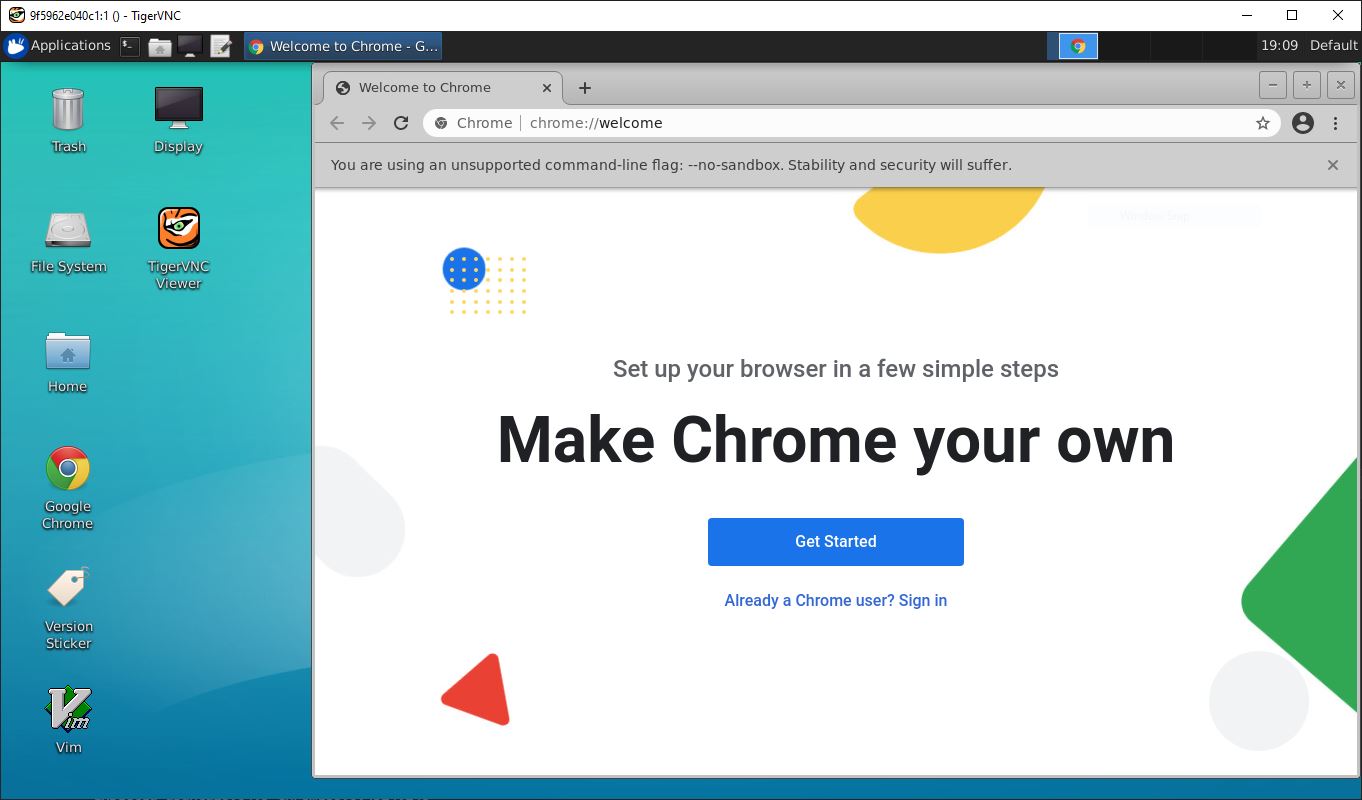 9f5962e040c1:1 () - TigerVNC
Applications
Welcome to Chrome - G...
19:09 Default
Trash
Display
File System
TigerVNC
Viewer
Home
Google
Chrome
Version
Sticker
Vim
Welcome to Chrome
Chrome | chrome://welcome
You are using an unsupported command-line flag: --no-sandbox. Stability and security will suffer.
Window Snip
Set up your browser in a few simple steps
Make Chrome your own
Get Started
Already a Chrome user? Sign in